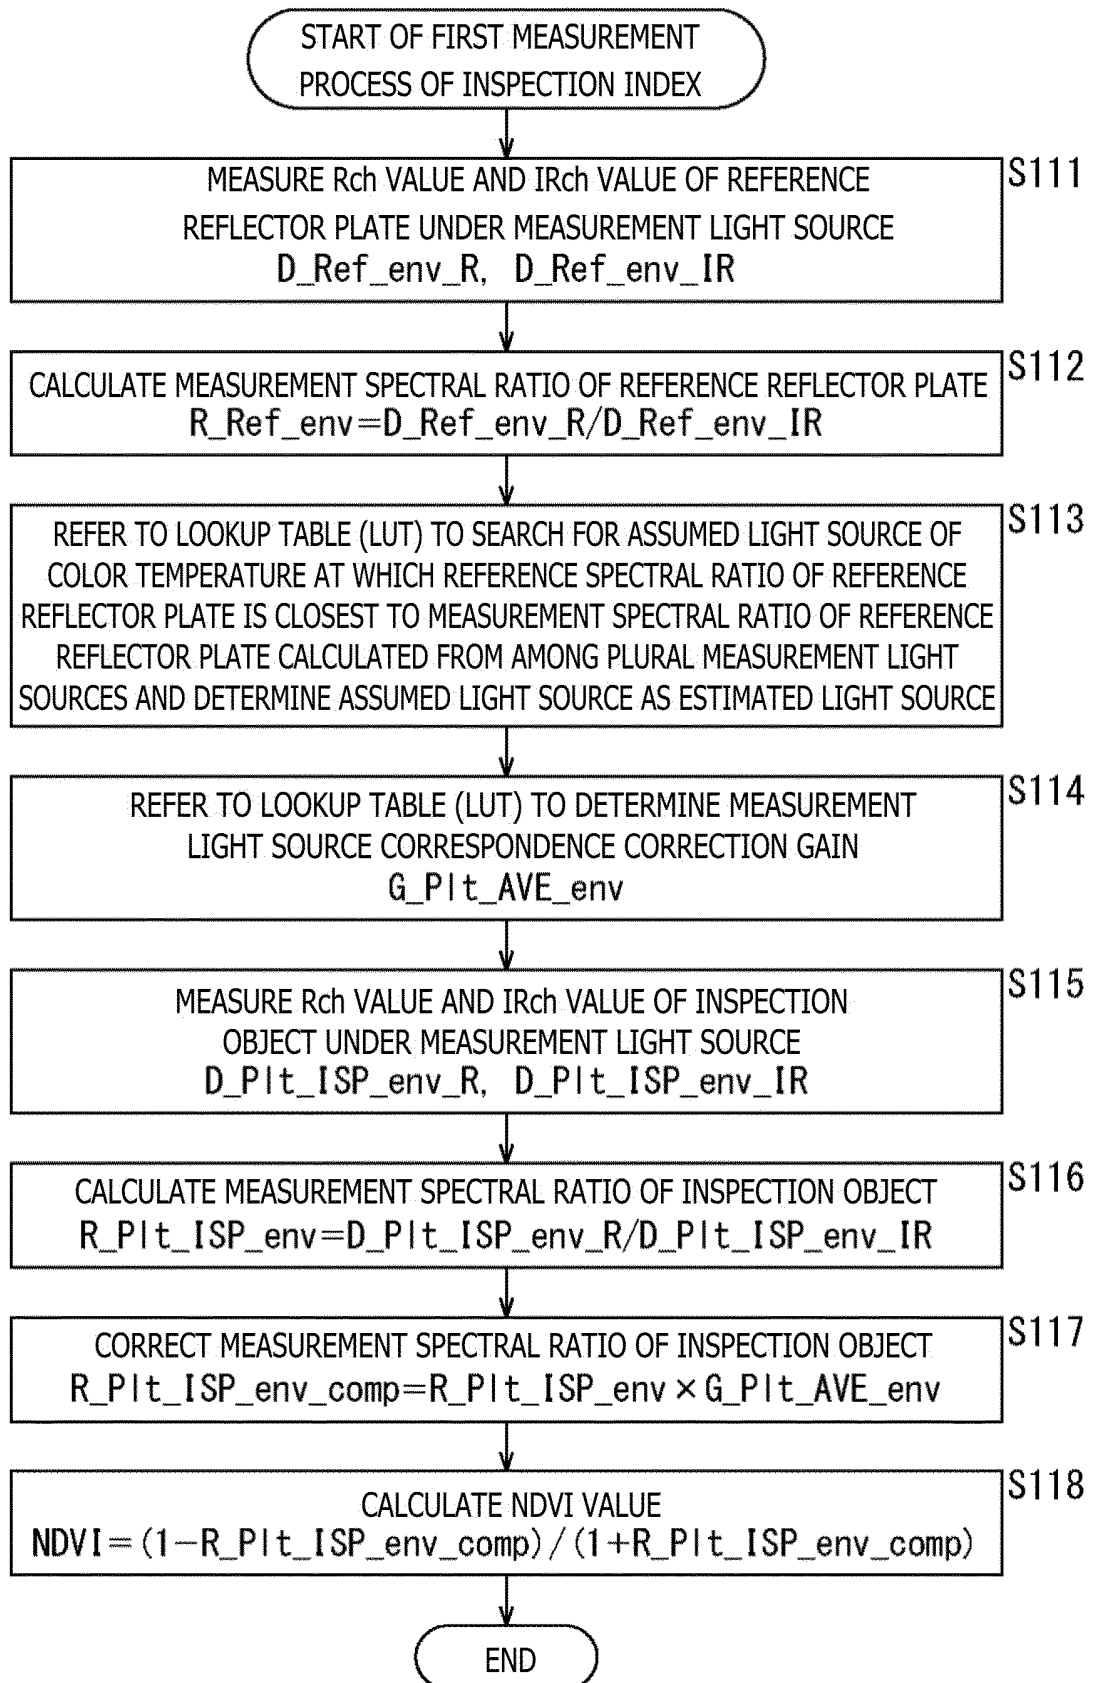 START OF FIRST MEASUREMENT
PROCESS OF INSPECTION INDEX
S111
MEASURE Rch VALUE AND IRch VALUE OF REFERENCE
REFLECTOR PLATE UNDER MEASUREMENT LIGHT SOURCE
D_Ref_env_R, D_Ref_env_IR
S112
CALCULATE MEASUREMENT SPECTRAL RATIO OF REFERENCE REFLECTOR PLATE
R_Ref_env=D_Ref_env_R/D_Ref_env_IR
S113
REFER TO LOOKUP TABLE (LUT) TO SEARCH FOR ASSUMED LIGHT SOURCE OF
COLOR TEMPERATURE AT WHICH REFERENCE SPECTRAL RATIO OF REFERENCE
REFLECTOR PLATE IS CLOSEST TO MEASUREMENT SPECTRAL RATIO OF REFERENCE
REFLECTOR PLATE CALCULATED FROM AMONG PLURAL MEASUREMENT LIGHT
SOURCES AND DETERMINE ASSUMED LIGHT SOURCE AS ESTIMATED LIGHT SOURCE
S114
REFER TO LOOKUP TABLE (LUT) TO DETERMINE MEASUREMENT
LIGHT SOURCE CORRESPONDENCE CORRECTION GAIN
G_Plt_AVE_env
S115
MEASURE Rch VALUE AND IRch VALUE OF INSPECTION
OBJECT UNDER MEASUREMENT LIGHT SOURCE
D_Plt_ISP_env_R, D_Plt_ISP_env_IR
S116
CALCULATE MEASUREMENT SPECTRAL RATIO OF INSPECTION OBJECT
R_Plt_ISP_env=D_Plt_ISP_env_R/D_Plt_ISP_env_IR
S117
CORRECT MEASUREMENT SPECTRAL RATIO OF INSPECTION OBJECT
R_Plt_ISP_env_comp=R_Plt_ISP_env×G_Plt_AVE_env
S118
CALCULATE NDVI VALUE
NDVI=(1−R_Plt_ISP_env_comp)/(1+R_Plt_ISP_env_comp)
END